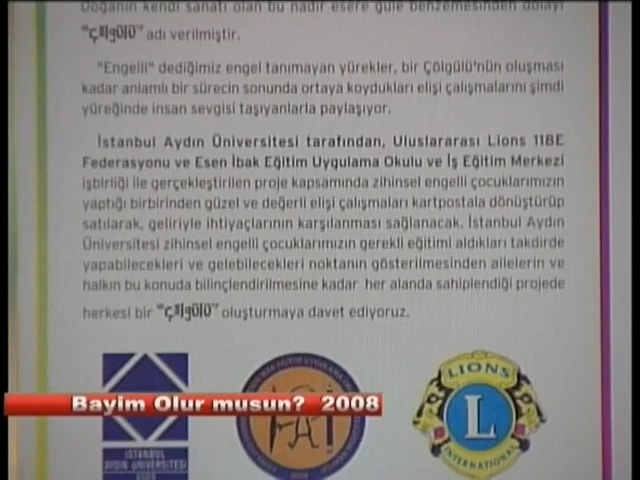 Doğanın kendi sanatı olan bu nadir esere güle benzemesinden dolayı
"Çölgülü" adı verilmiştir.
"Engelli" dediğimiz engel tanımayan yürekler, bir Çölgülü'nün oluşması
kadar anlamlı bir sürecin sonunda ortaya koydukları elişi çalışmalarını şimdi
yüreğinde insan sevgisi taşıyanlarla paylaşıyor.
İstanbul Aydın Üniversitesi tarafından, Uluslararası Lions 118E
Federasyonu ve Esen İbak Eğitim Uygulama Okulu ve İş Eğitim Merkezi
işbirliği ile gerçekleştirilen proje kapsamında zihinsel engelli çocuklarımızın
yaptığı birbirinden güzel ve değerli elişi çalışmaları kartpostala dönüştürüp
satılarak, geliriyle ihtiyaçlarının karşılanması sağlanacak. İstanbul Aydın
Üniversitesi zihinsel engelli çocuklarımızın gerekli eğitimi aldıkları takdirde
yapabilecekleri ve gelebilecekleri noktanın gösterilmesinden ailelerin ve
halkın bu konuda bilinçlendirilmesine kadar her alanda sahiplendiği projede
herkesi bir "Çölgülü" oluşturmaya davet ediyoruz.
LIONS
L
INTERNATIONAL
Bayim Olur musun? 2008
İSTANBUL
AYDIN ÜNİVERSİTESİ